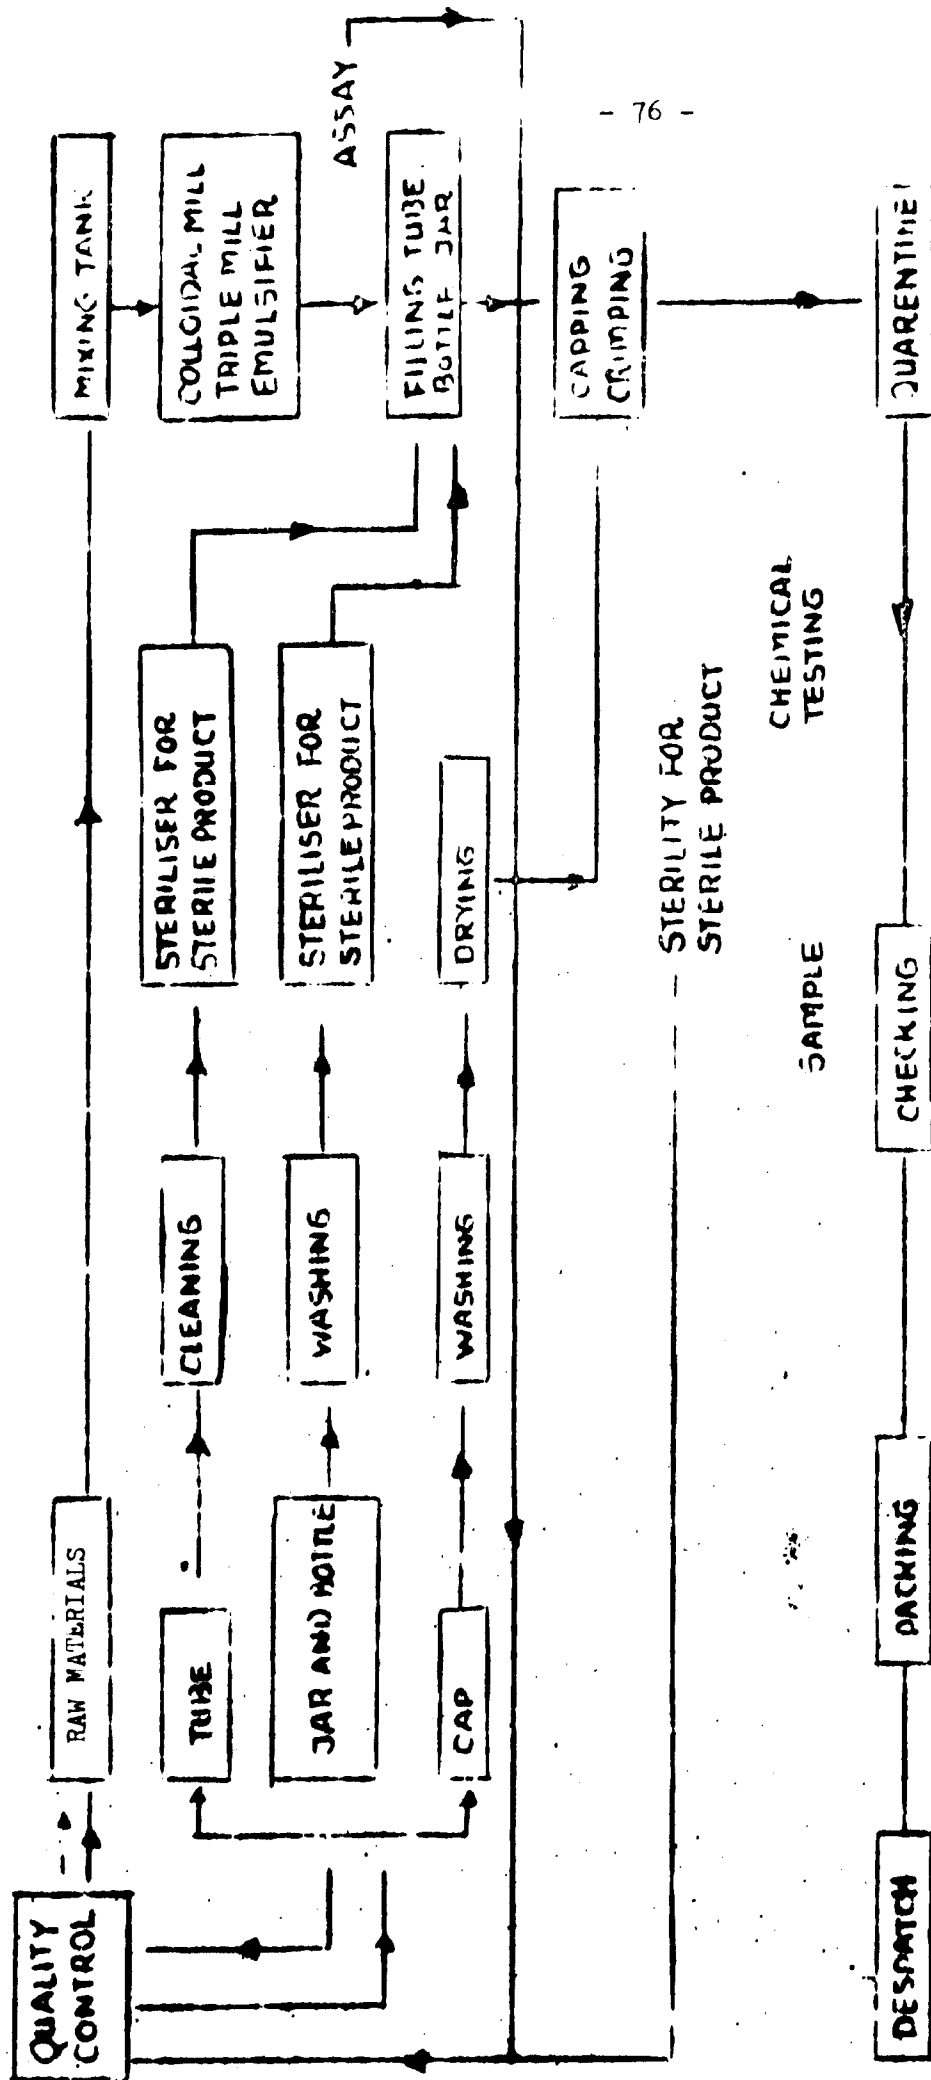 - 76 -
QUALITY
CONTROL
RAW MATERIALS
MIXING TANK
TUBE
CLEANING
STERILISER FOR
STERILE PRODUCT
COLLOIDAL MILL
TRIPLE MILL
EMULSIFIER
JAR AND BOTTLE
WASHING
STERILISER FOR
STERILE PRODUCT
ASSAY
FILLING TUBE
BOTTLE JAR
CAP
WASHING
DRYING
CAPPING
CRIMPING
STERILITY FOR
STERILE PRODUCT
CHEMICAL
TESTING
SAMPLE
DESPATCH
PACKING
CHECKING
QUARENTINE